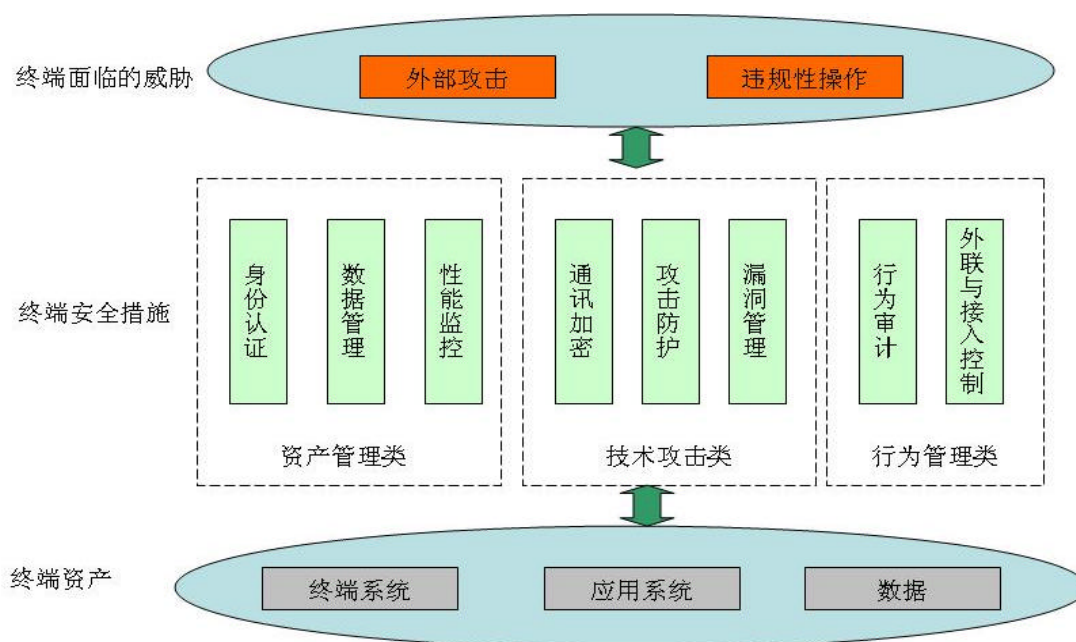 终端面临的威胁
外部攻击
违规性操作
终端安全措施
身份认证
数据管理
性能监控
资产管理类
通讯加密
攻击防护
漏洞管理
技术攻击类
行为审计
外联与接入控制
行为管理类
终端资产
终端系统
应用系统
数据